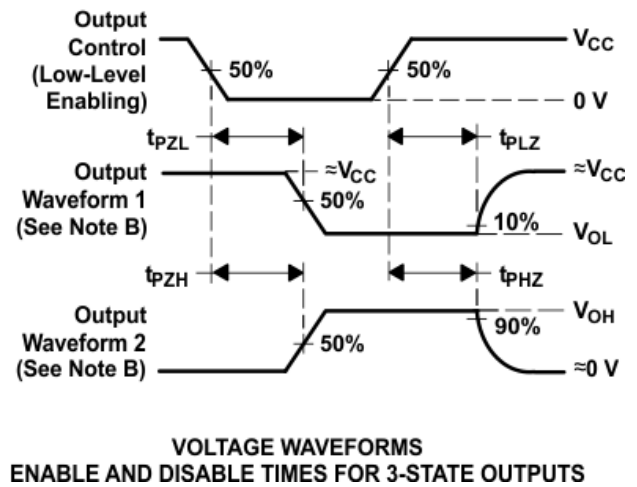 Output
Control
(Low-Level
Enabling)
50%
50%
VCC
0 V
tPZL
tPLZ
Output
Waveform 1
(See Note B)
≈VCC
50%
≈VCC
10%
VOL
tPZH
tPHZ
Output
Waveform 2
(See Note B)
50%
VOH
90%
≈0 V
VOLTAGE WAVEFORMS
ENABLE AND DISABLE TIMES FOR 3-STATE OUTPUTS